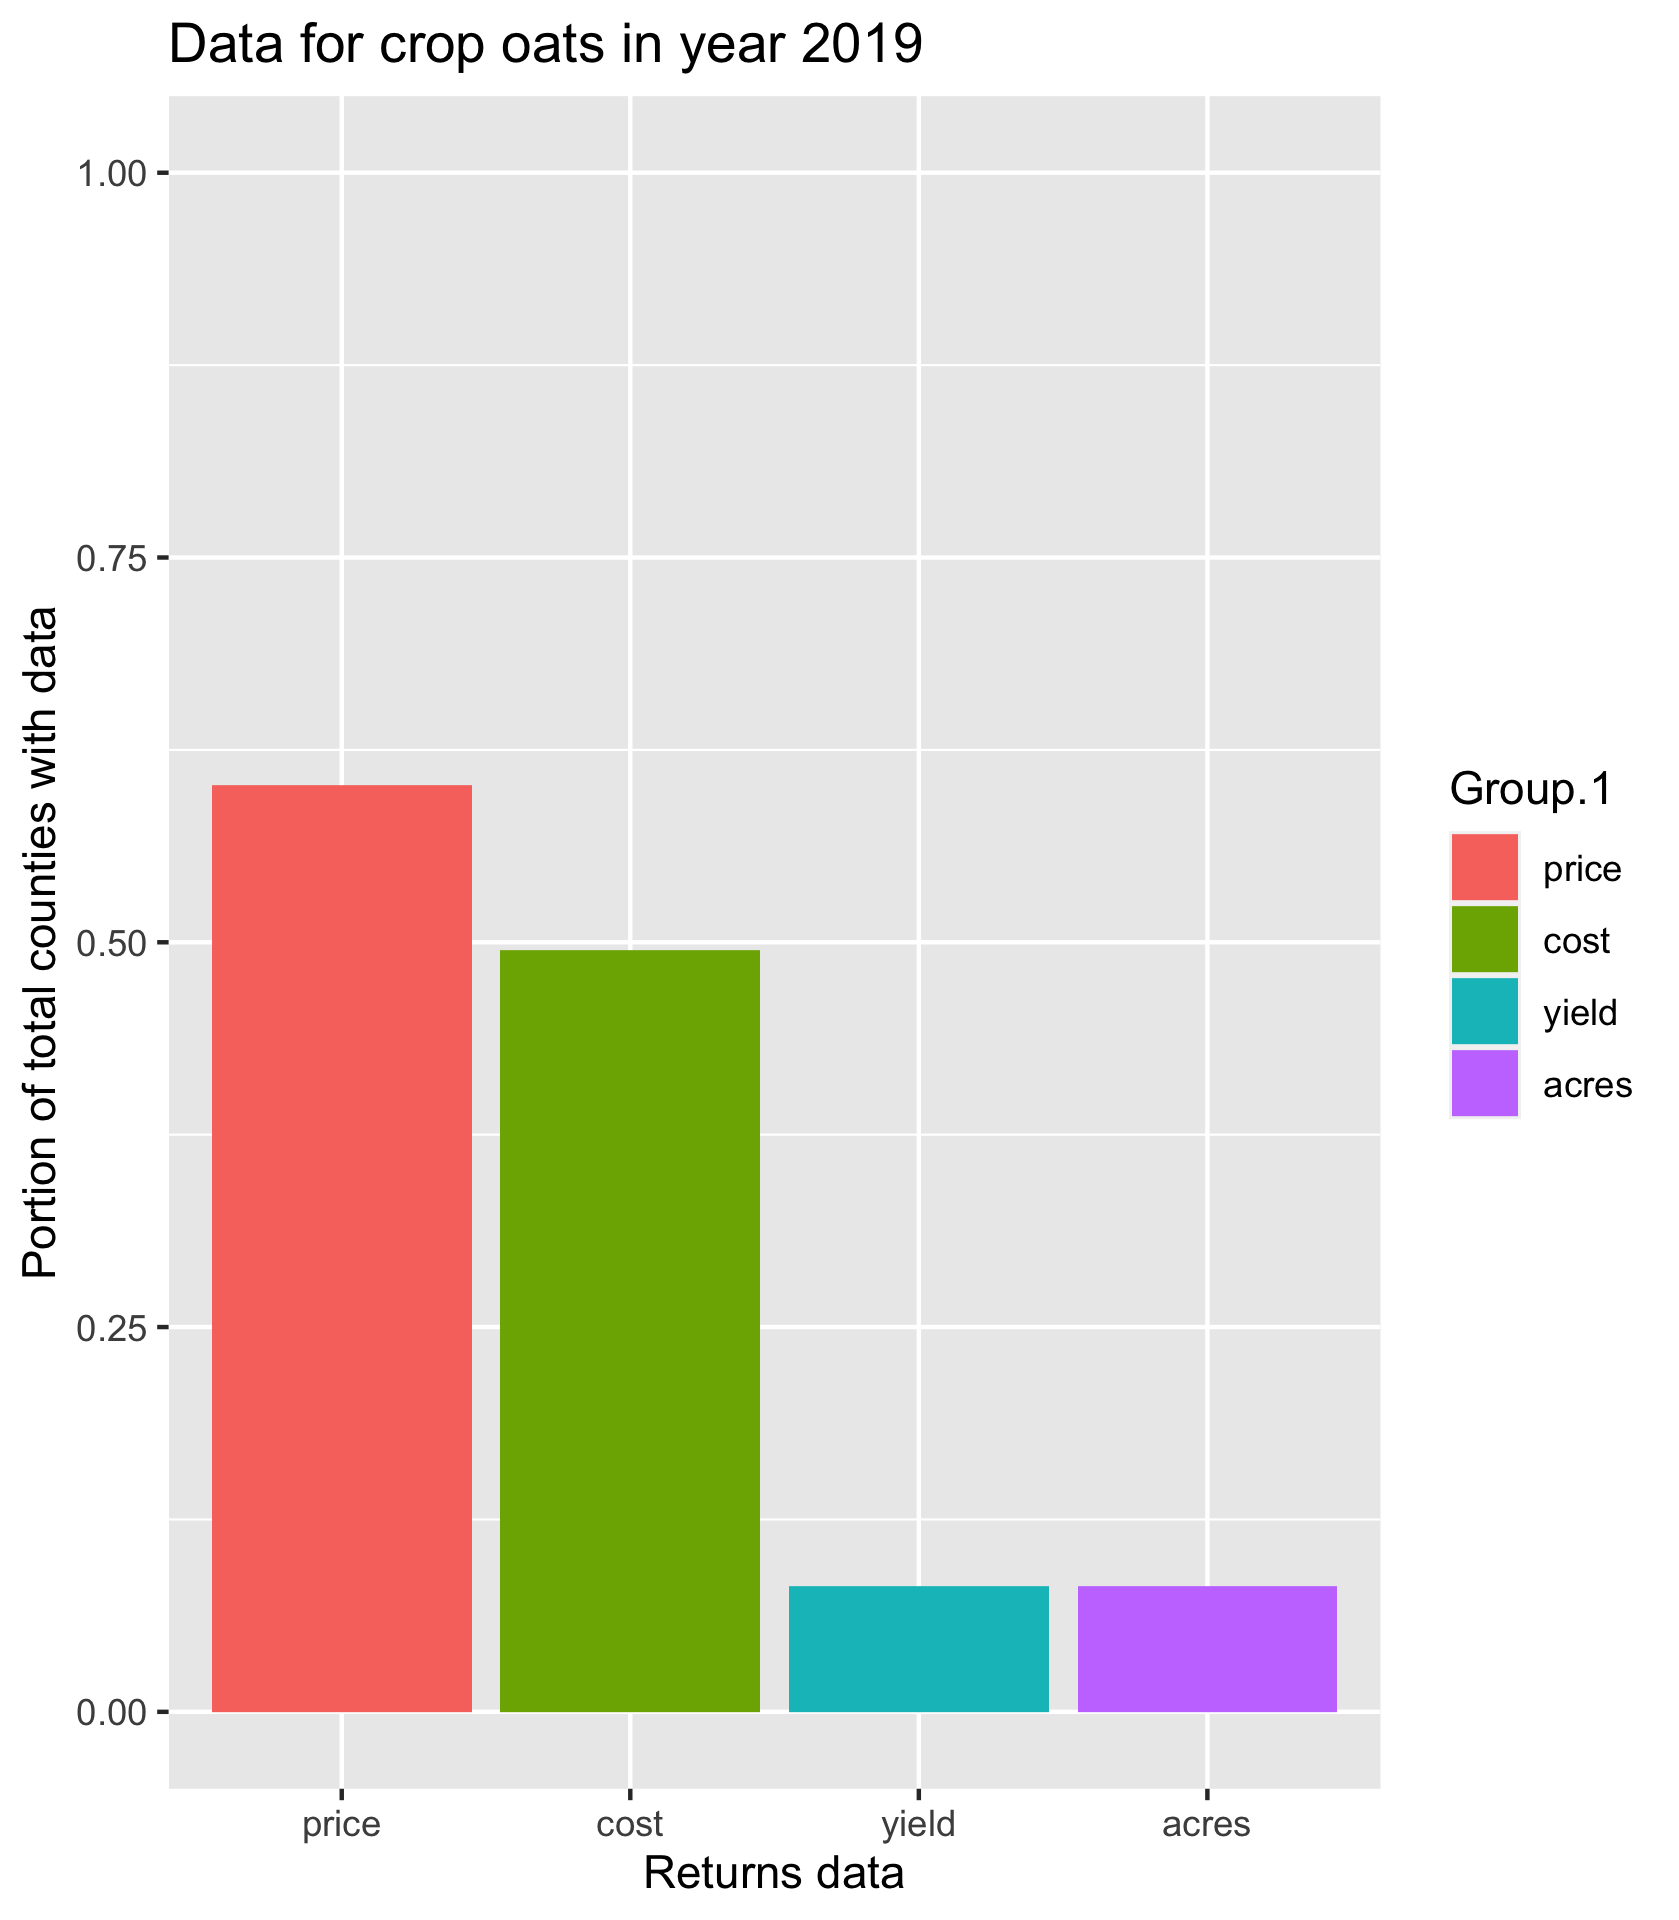 Data for crop oats in year 2019
Portion of total counties with data
1.00
0.75
0.50
0.25
0.00
price
cost
yield
acres
Returns data
Group.1
price
cost
yield
acres